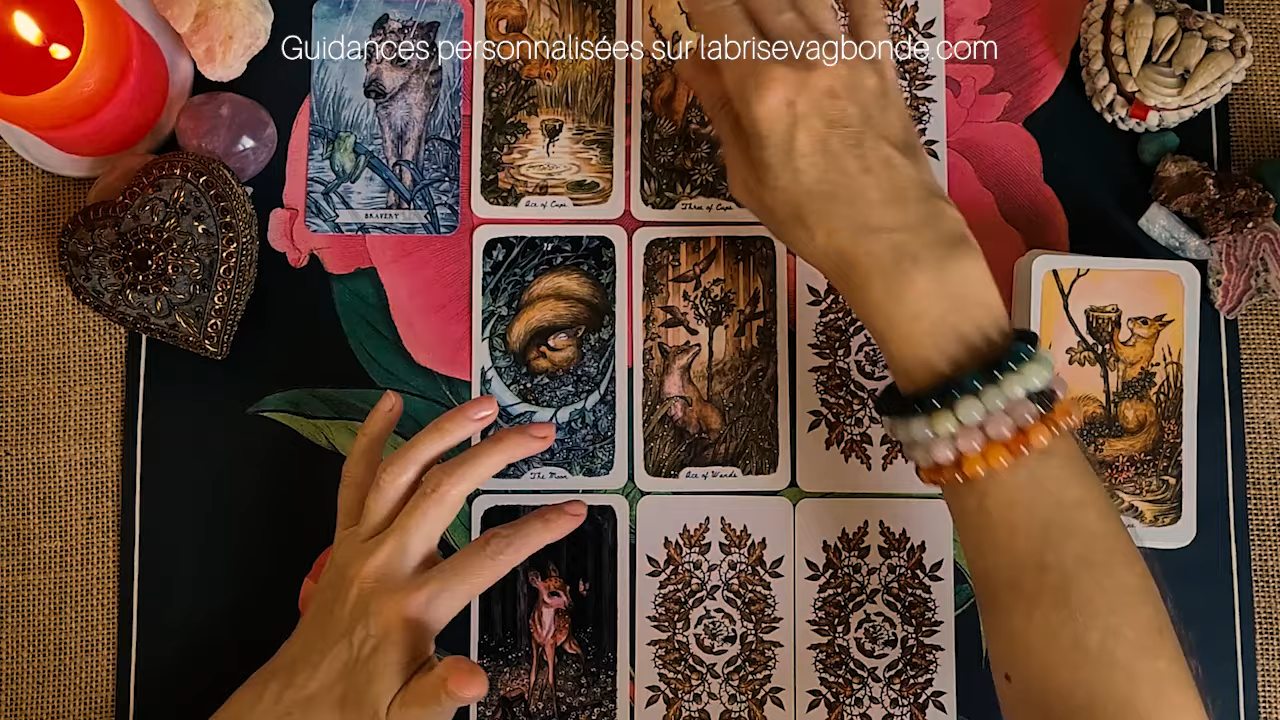 Guidances personnalisées sur labrisevagbonde.com
BRAVERY
Ace of Cups
Three of Cups
The Moon
Ace of Wands